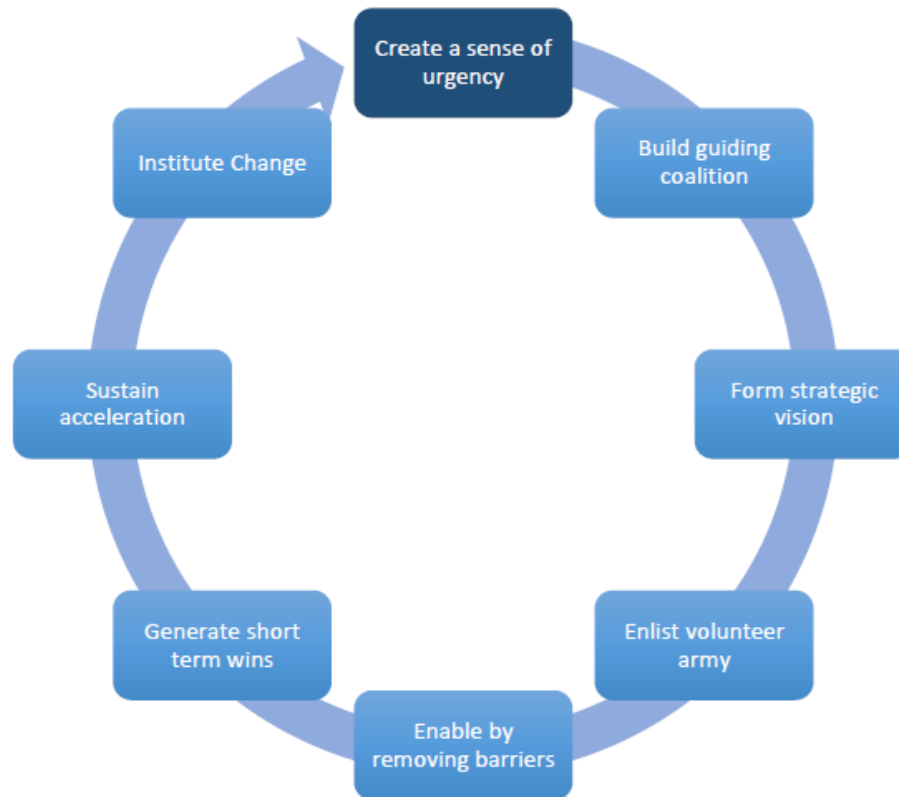 Create a sense of
urgency
Build guiding
coalition
Form strategic
vision
Enlist volunteer
army
Enable by
removing barriers
Generate short
term wins
Sustain
acceleration
Institute Change